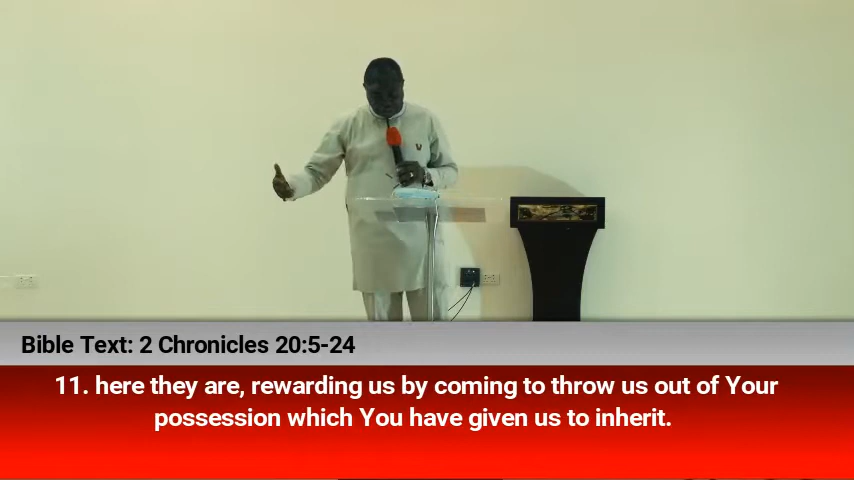 Bible Text: 2 Chronicles 20:5-24
11. here they are, rewarding us by coming to throw us out of Your
possession which You have given us to inherit.